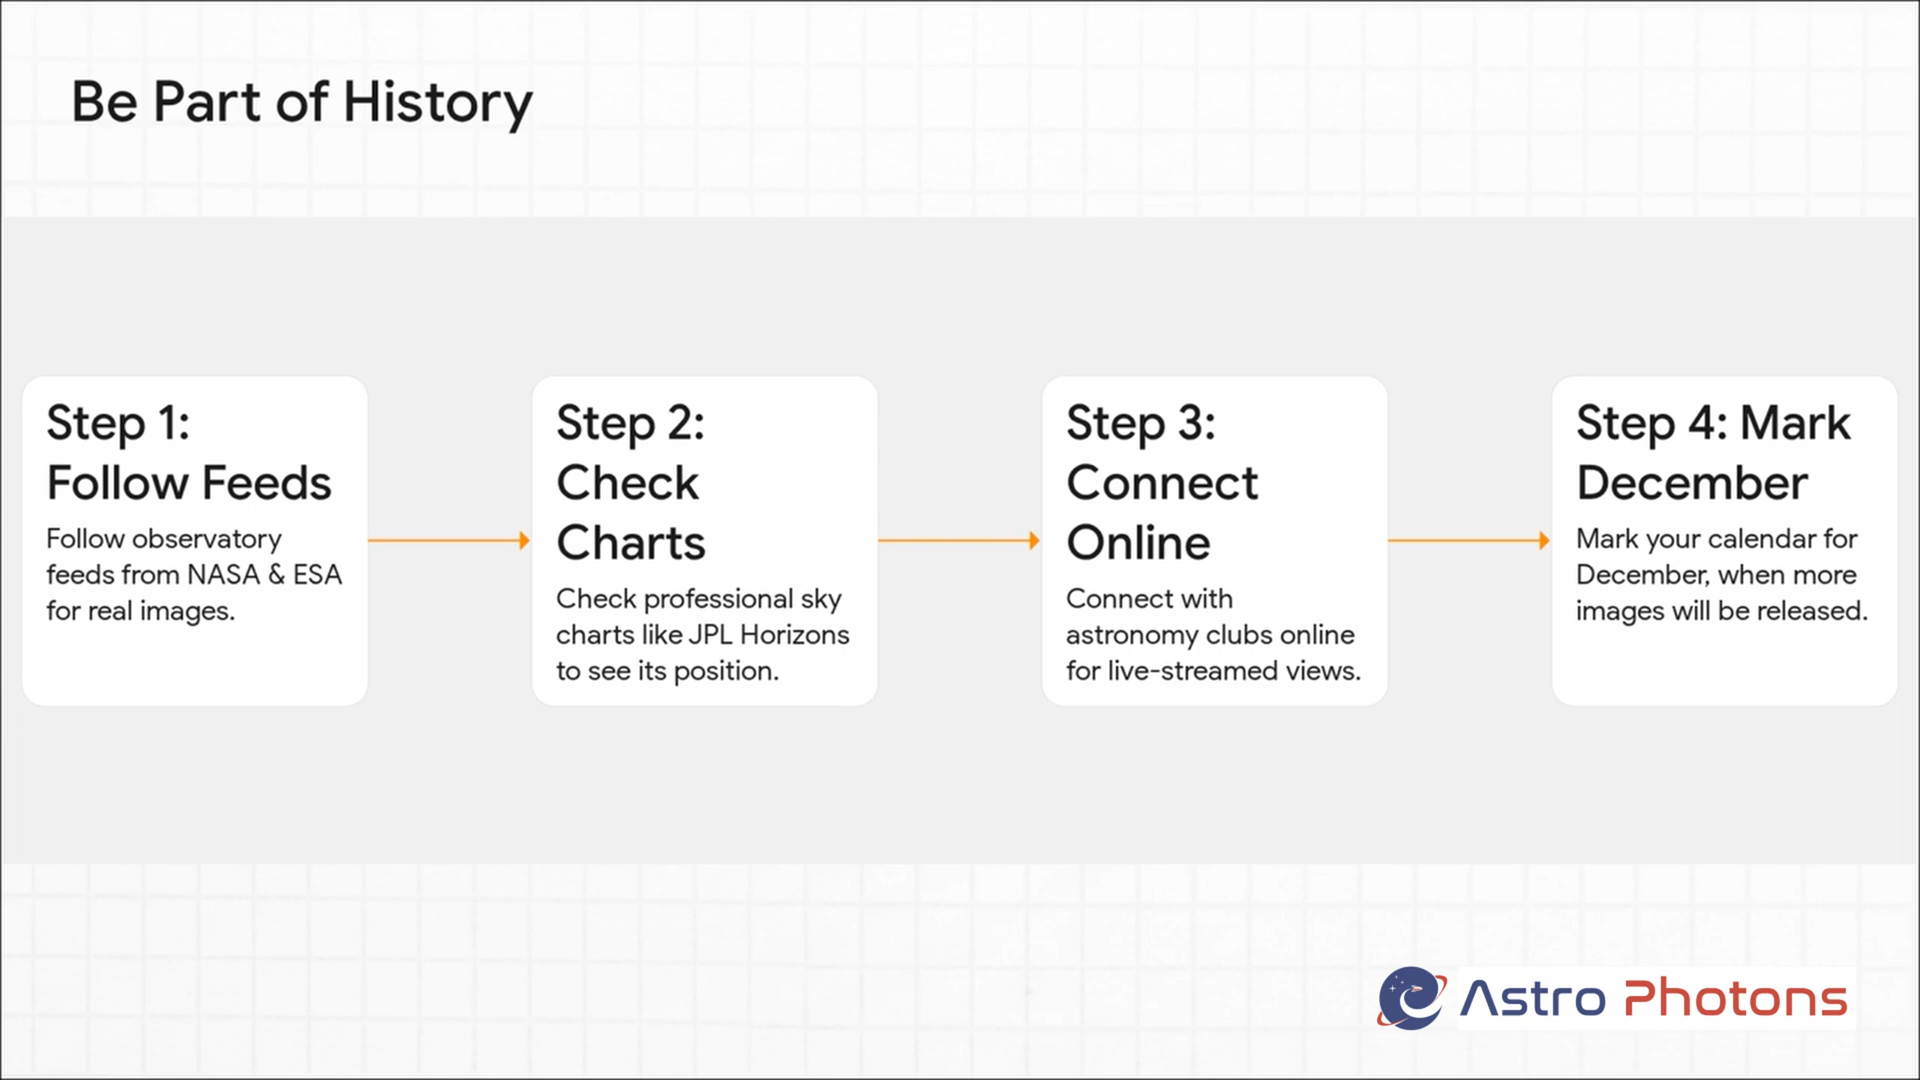 Be Part of History
Step 1:
Follow Feeds
Follow observatory
feeds from NASA & ESA
for real images.
Step 2:
Check
Charts
Check professional sky
charts like JPL Horizons
to see its position.
Step 3:
Connect
Online
Connect with
astronomy clubs online
for live-streamed views.
Step 4: Mark
December
Mark your calendar for
December, when more
images will be released.
Astro Photons